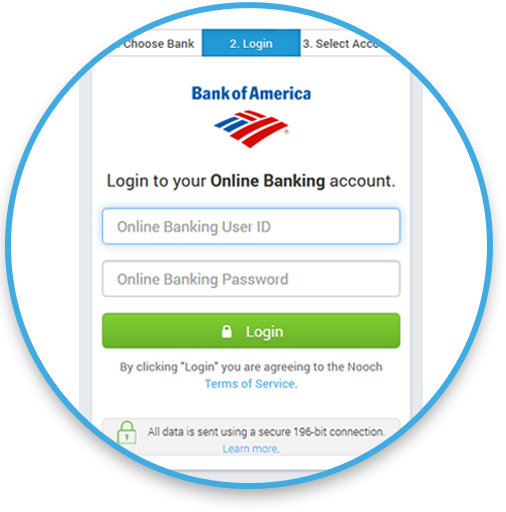 Choose Bank 2. Login 3. Select Acco
Bank of America
Login to your Online Banking account.
Online Banking User ID
Online Banking Password
Login
By clicking "Login" you are agreeing to the Nooch
Terms of Service.
All data is sent using a secure 196-bit connection.
Learn more.